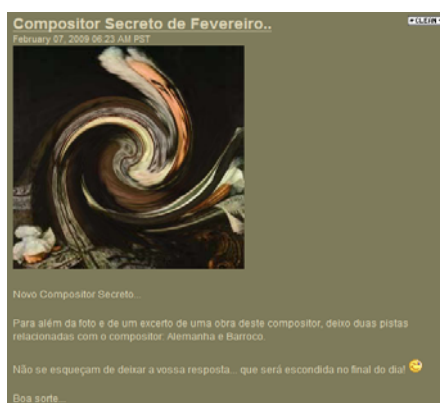 Compositor Secreto de Fevereiro..
CLEAN
February 07, 2009 06:23 AM PST
Novo Compositor Secreto...
Para além da foto e de um excerto de uma obra deste compositor, deixo duas pistas
relacionadas com o compositor: Alemanha e Barroco.
Não se esqueçam de deixar a vossa resposta... que será escondida no final do dia!
Boa sorte...